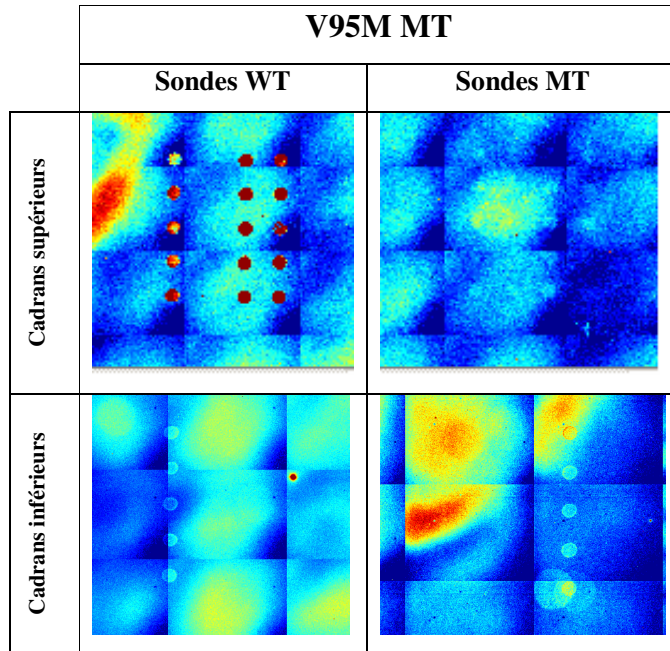 V95M MT
Sondes WT
Sondes MT
Cadrans supérieurs
Cadrans inférieurs